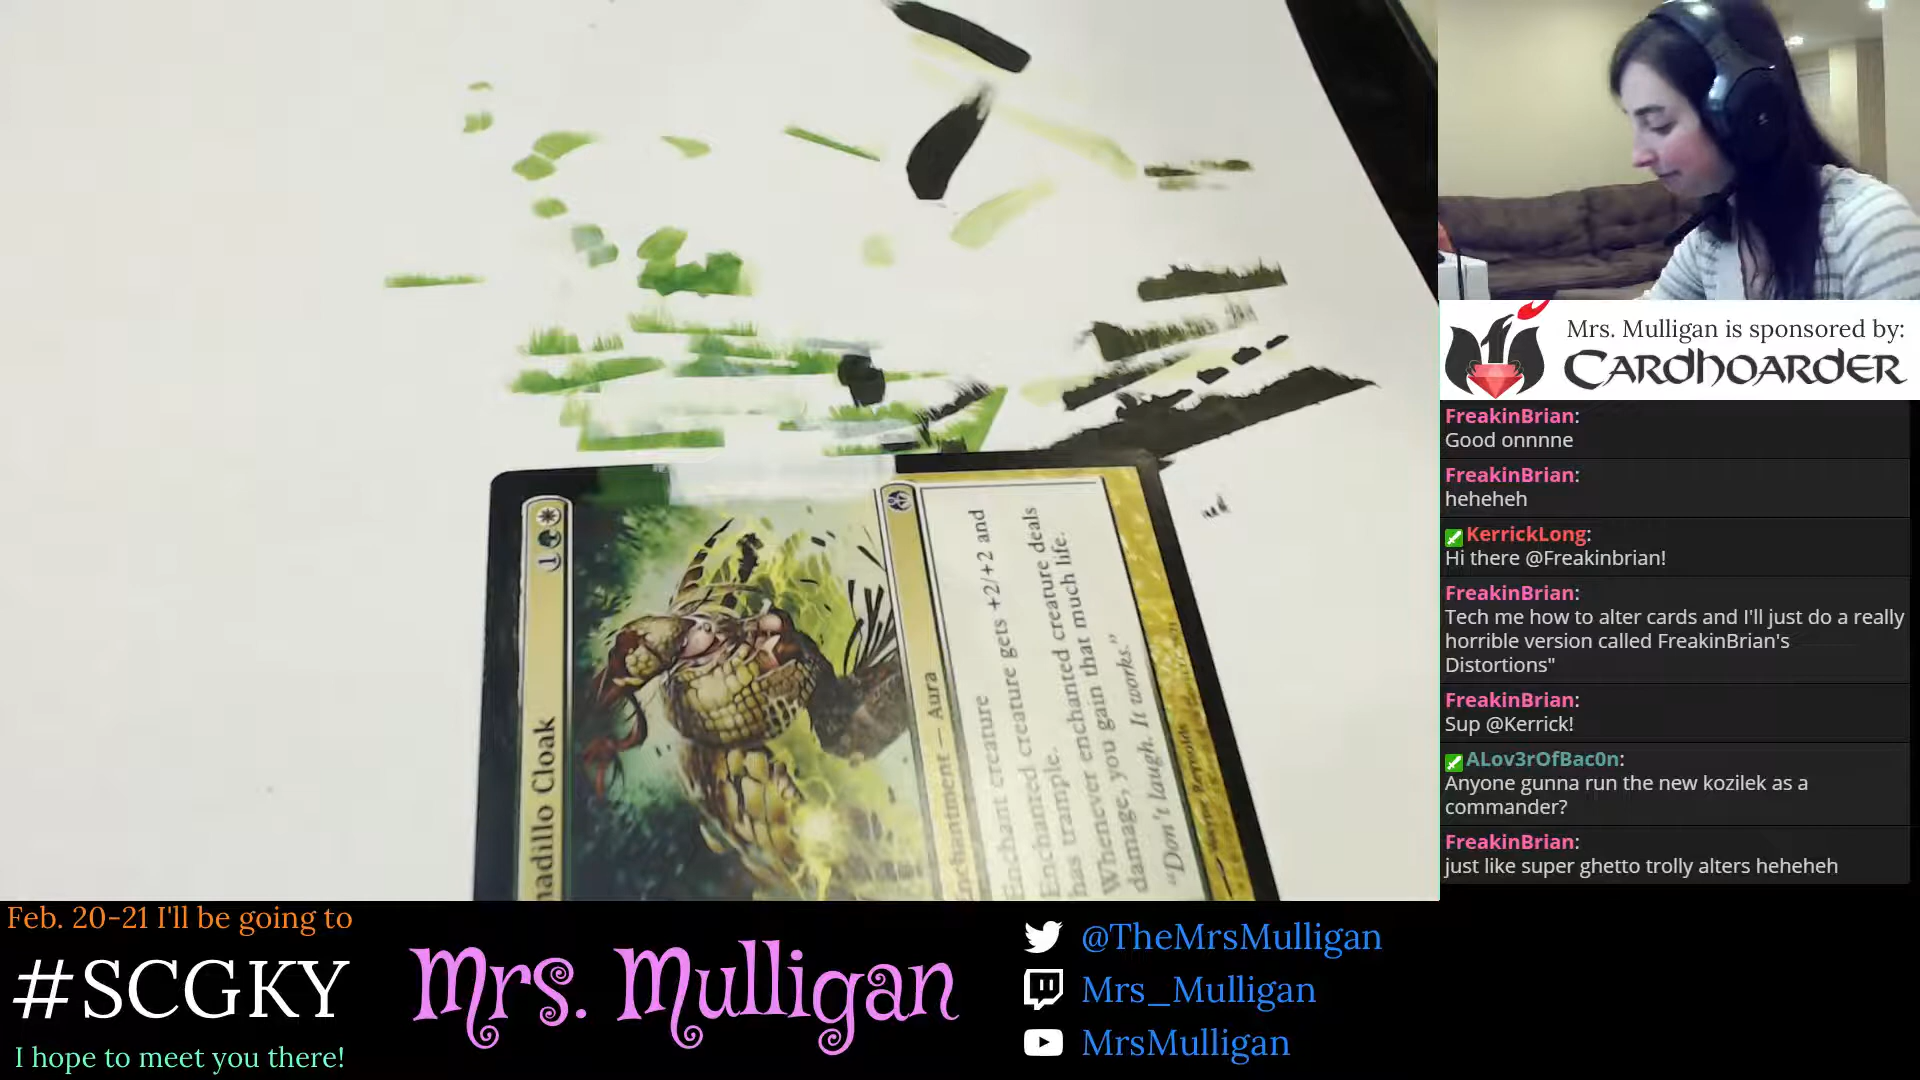 nadillo Cloak
Enchantment — Aura
Enchant creature
Enchanted creature gets +2/+2 and
has trample.
Whenever enchanted creature deals
damage, you gain that much life.
"Don't laugh. It works."
Mrs. Mulligan is sponsored by:
CARDHOARDER
FreakinBrian:
Good onnnne
FreakinBrian:
heheheh
KerrickLong:
Hi there @Freakinbrian!
FreakinBrian:
Tech me how to alter cards and I'll just do a really
horrible version called FreakinBrian's
Distortions"
FreakinBrian:
Sup @Kerrick!
ALov3rOfBac0n:
Anyone gunna run the new kozilek as a
commander?
FreakinBrian:
just like super ghetto trolly alters heheheh
Feb. 20-21 I'll be going to
#SCGKY
I hope to meet you there!
Mrs. Mulligan
@TheMrsMulligan
Mrs_Mulligan
MrsMulligan